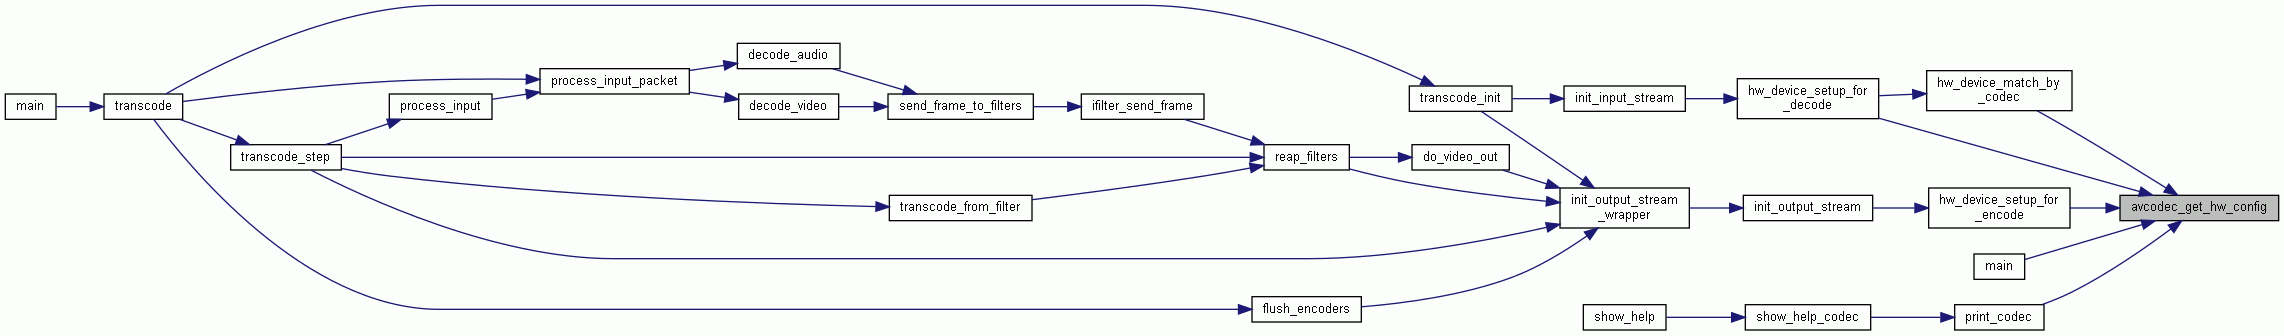 main
transcode
transcode_step
process_input
process_input_packet
decode_audio
decode_video
send_frame_to_filters
ifilter_send_frame
transcode_from_filter
reap_filters
flush_encoders
transcode_init
do_video_out
init_input_stream
init_output_stream
_wrapper
hw_device_setup_for
_decode
init_output_stream
hw_device_match_by
_codec
hw_device_setup_for
_encode
main
show_help
show_help_codec
print_codec
avcodec_get_hw_config